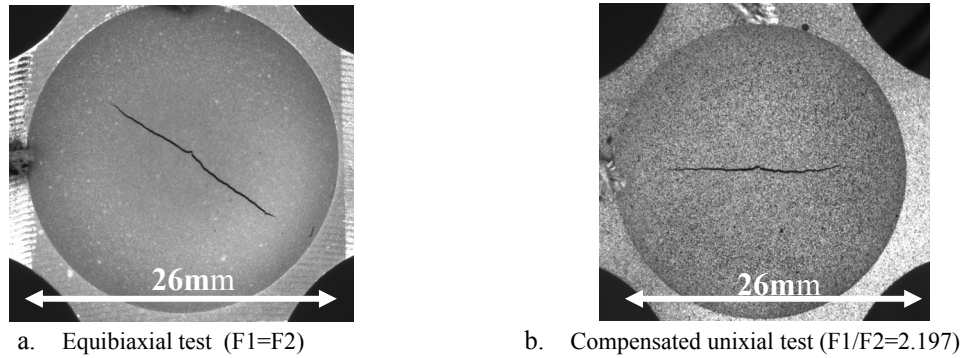 26mm
26mm
a. Equibiaxial test (F1=F2)
b. Compensated unixial test (F1/F2=2.197)